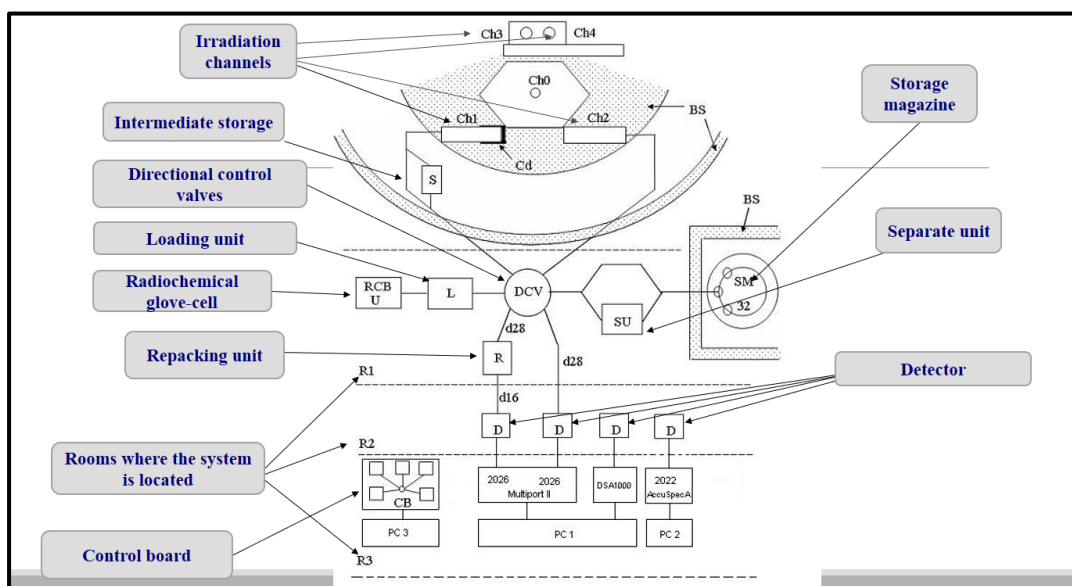 Irradiation
channels
Ch3
Ch4
Ch0
Storage
magazine
Intermediate storage
Ch1
Ch2
BS
Cd
Directional control
valves
S
BS
Loading unit
Separate unit
Radiochemical
glove-cell
RCB
U
L
DCV
SU
SM
32
d28
Repacking unit
R
d28
R1
d16
Detector
D
D
D
D
R2
Rooms where the system
is located
CB
2026
2026
Multiport II
DSA1000
2022
AccuSpecA
PC 3
PC 1
PC 2
Control board
R3